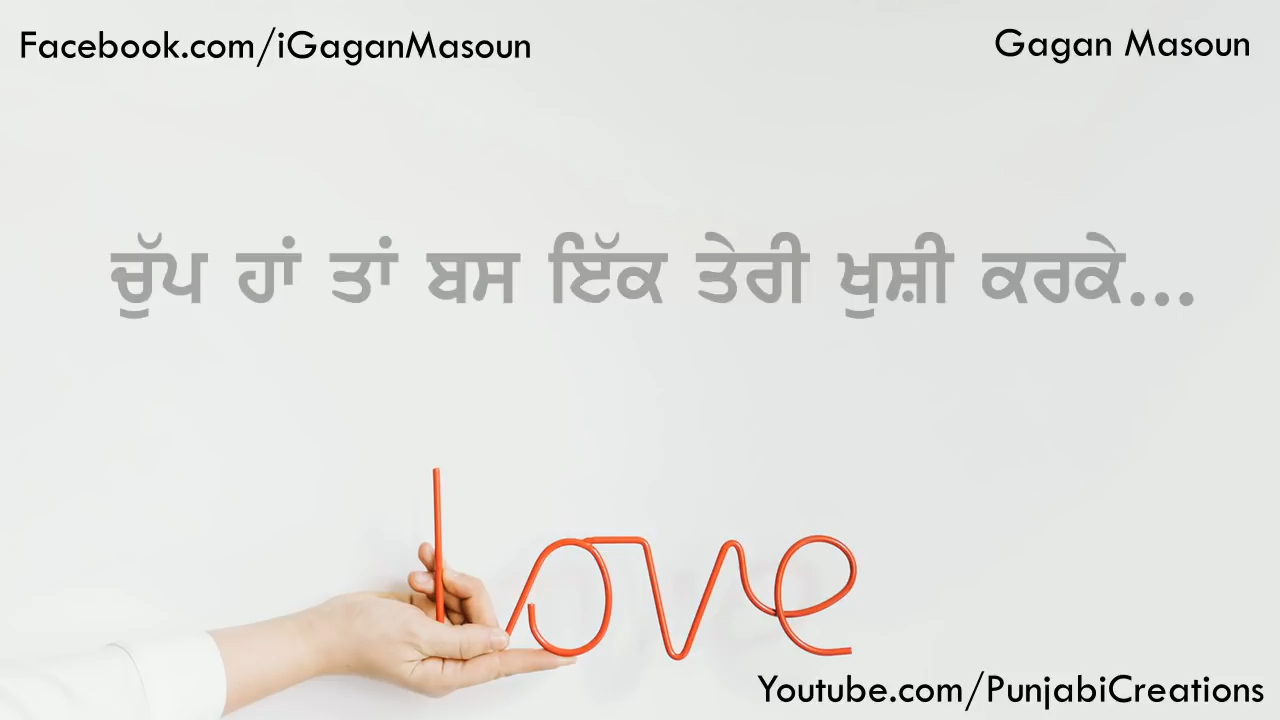 Facebook.com/iGaganMasoun
Gagan Masoun
ਚੁੱਪ ਹਾਂ ਤਾਂ ਬਸ ਇੱਕ ਤੇਰੀ ਖੁਸ਼ੀ ਕਰਕੇ...
love
Youtube.com/PunjabiCreations